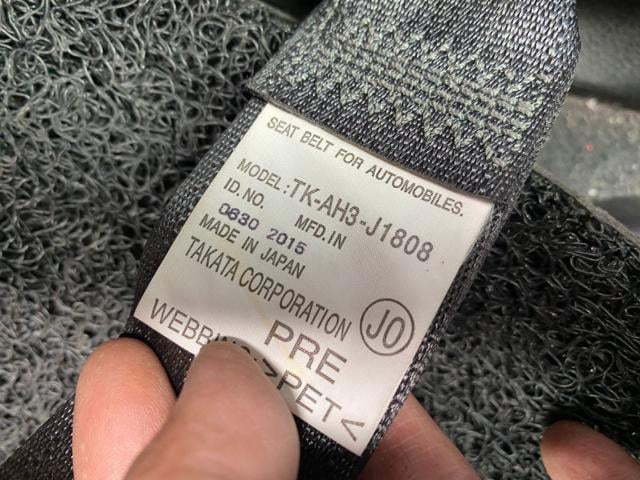 SEAT BELT FOR AUTOMOBILES.
MODEL: TK-AH3-J1808
ID.NO. MFD.IN
0630 2015
MADE IN JAPAN
TAKATA CORPORATION JO
PRE
>PET<